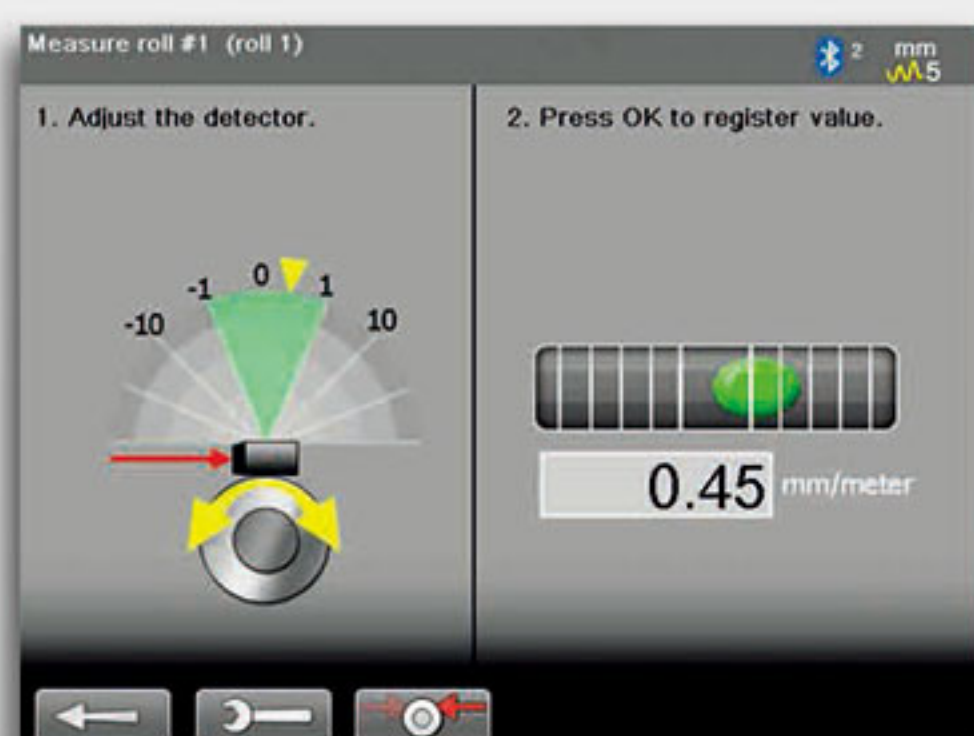 Measure roll #1 (roll 1)
2
mm
5
1. Adjust the detector.
2. Press OK to register value.
-1
0
1
-10
10
0.45
mm/meter